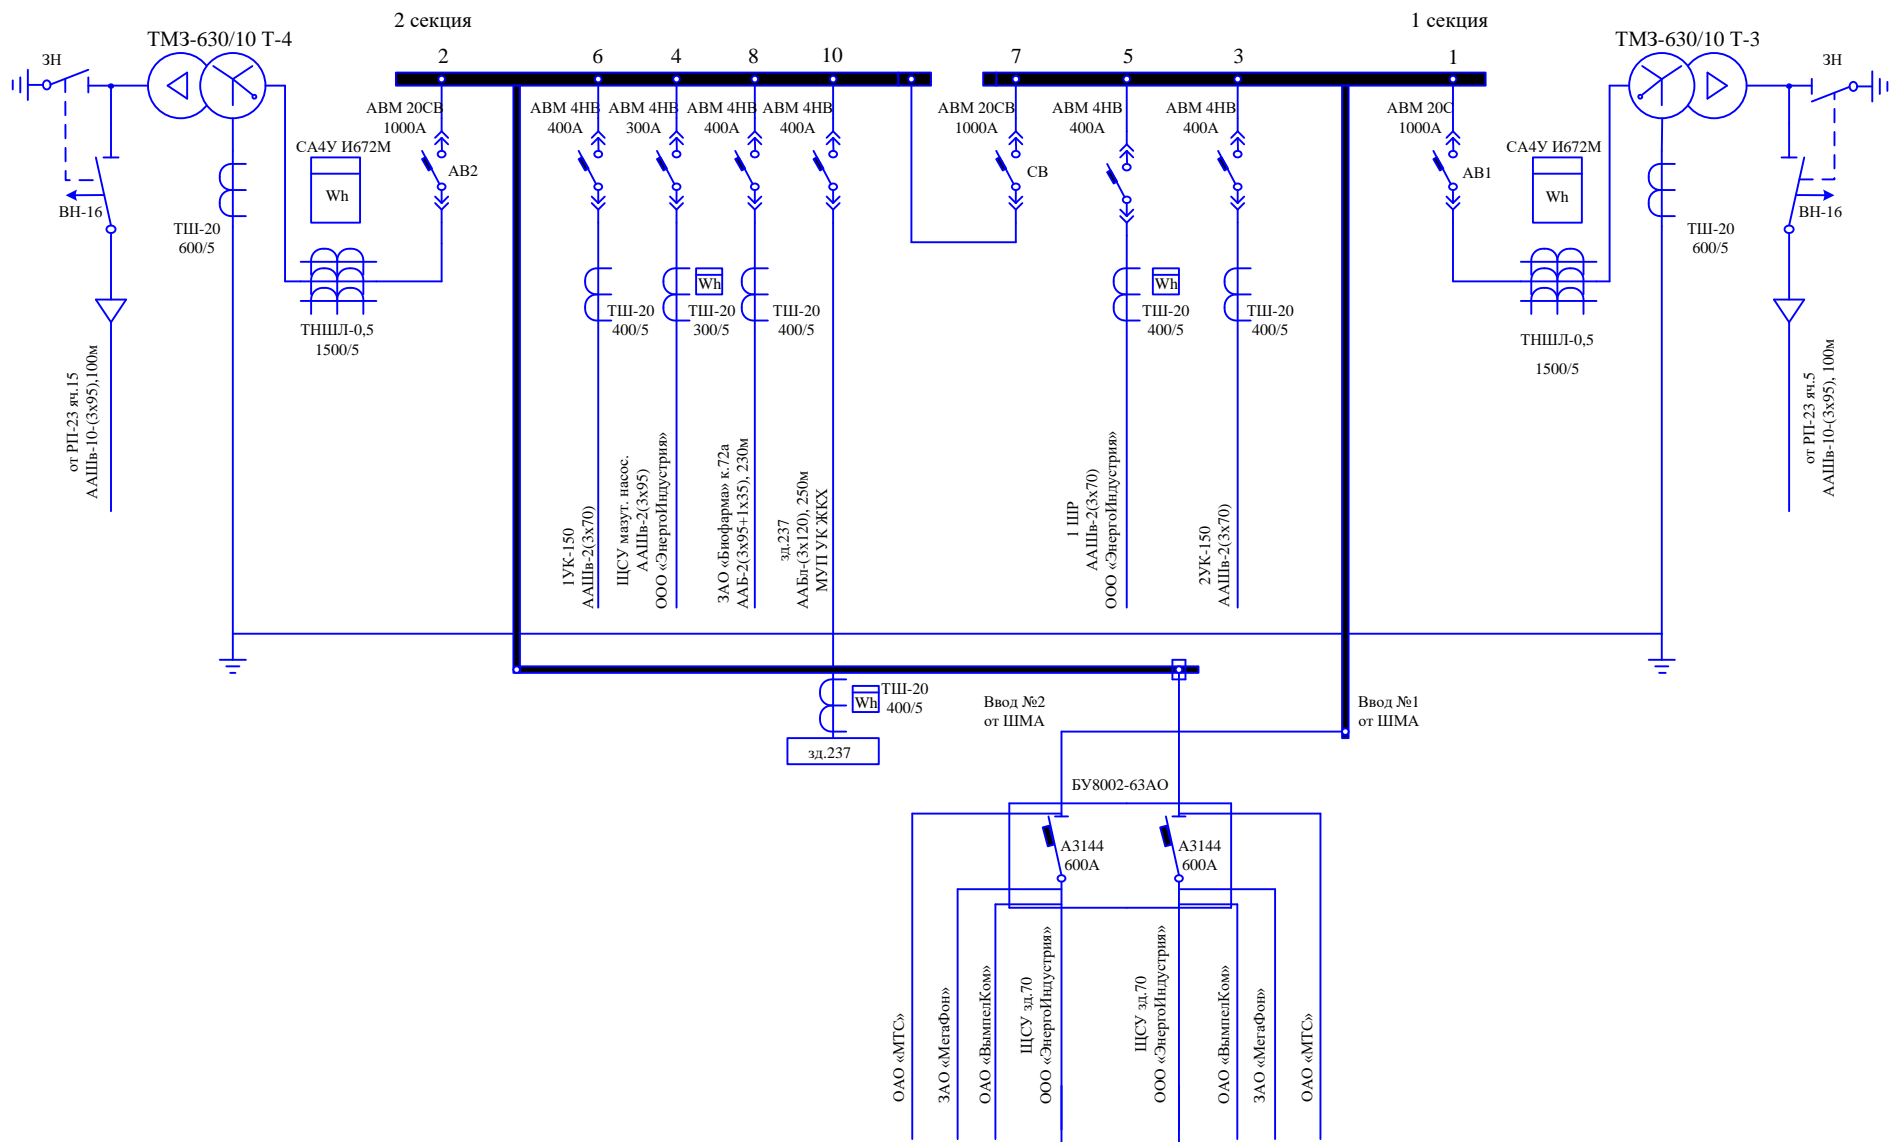 2 секция
1 секция
ТМЗ-630/10 Т-4
ТМЗ-630/10 Т-3
ЗН
ЗН
2
6
4
8
10
7
5
3
1
АВМ 20СВ
1000А
АВМ 4НВ
400А
АВМ 4НВ
300А
АВМ 4НВ
400А
АВМ 4НВ
400А
АВМ 20СВ
1000А
АВМ 4НВ
400А
АВМ 4НВ
400А
АВМ 20С
1000А
СА4У И672М
Wh
АВ2
СВ
АВ1
СА4У И672М
Wh
ВН-16
ВН-16
ТШ-20
600/5
ТШ-20
600/5
ТНШЛ-0,5
1500/5
ТНШЛ-0,5
1500/5
ТШ-20
400/5
Wh
ТШ-20
300/5
ТШ-20
400/5
Wh
ТШ-20
400/5
ТШ-20
400/5
от РП-23 яч.15
ААШв-10-(3х95),100м
от РП-23 яч.5
ААШв-10-(3х95), 100м
1УК-150
ААШв-2(3х70)
ЩСУ мазут. насос.
ААШв-2(3х95)
ООО «ЭнергоИндустрия»
ЗАО «Биофарма» к.72а
ААБ-2(3х95+1х35), 230м
зд.237
ААБл-(3х120), 250м
МУП УК ЖКХ
1 ШР
ААШв-2(3х70)
ООО «ЭнергоИндустрия»
2УК-150
ААШв-2(3х70)
Wh
ТШ-20
400/5
зд.237
Ввод №2
от ШМА
Ввод №1
от ШМА
БУ8002-63АО
А3144
600А
А3144
600А
ОАО «МТС»
ЗАО «МегаФон»
ОАО «ВымпелКом»
ЩСУ зд.70
ООО «ЭнергоИндустрия»
ЩСУ зд.70
ООО «ЭнергоИндустрия»
ОАО «ВымпелКом»
ЗАО «МегаФон»
ОАО «МТС»